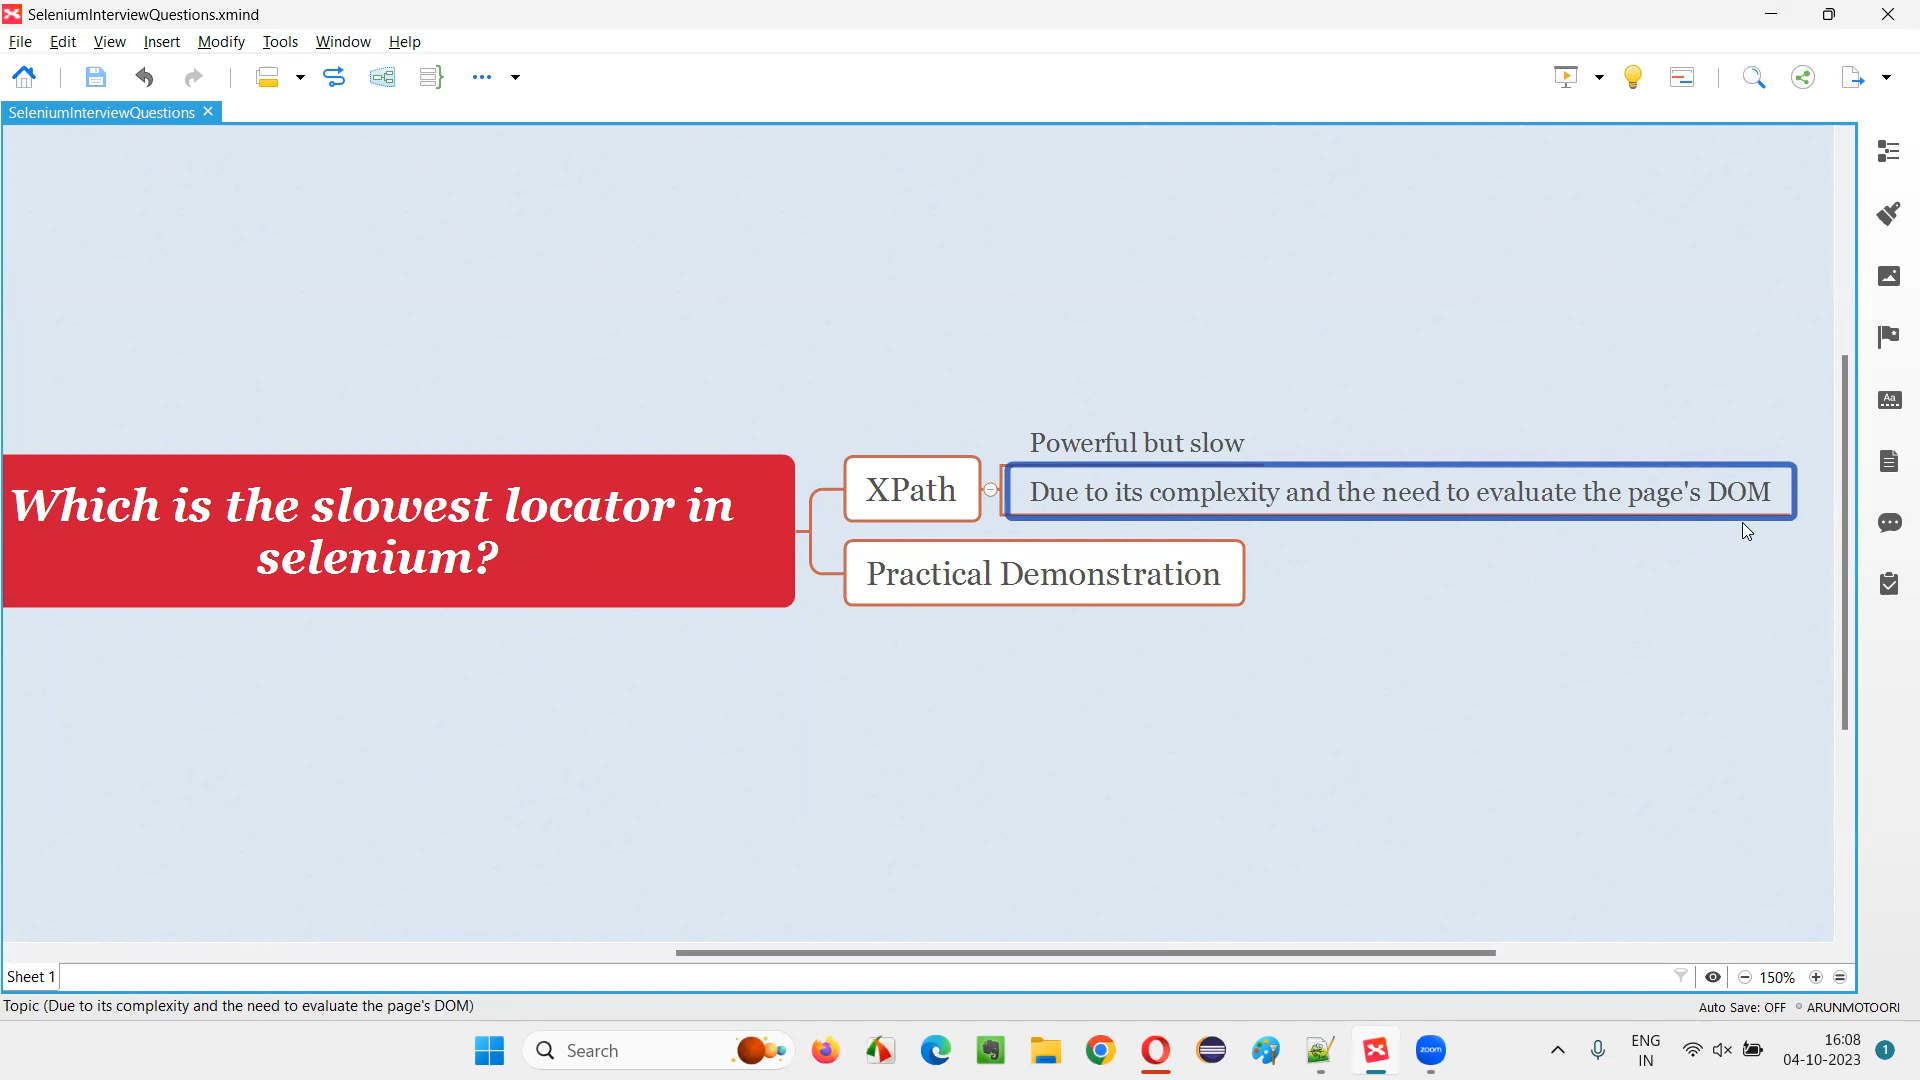 SeleniumInterviewQuestions.xmind
File Edit View Insert Modify Tools Window Help
SeleniumInterviewQuestions
Aa
Powerful but slow
XPath
Due to its complexity and the need to evaluate the page's DOM
Which is the slowest locator in
selenium?
Practical Demonstration
Sheet 1
150%
Topic (Due to its complexity and the need to evaluate the page's DOM)
Auto Save: OFF
ARUNMOTOORI
Search
zoom
ENG
IN
16:08
04-10-2023
1